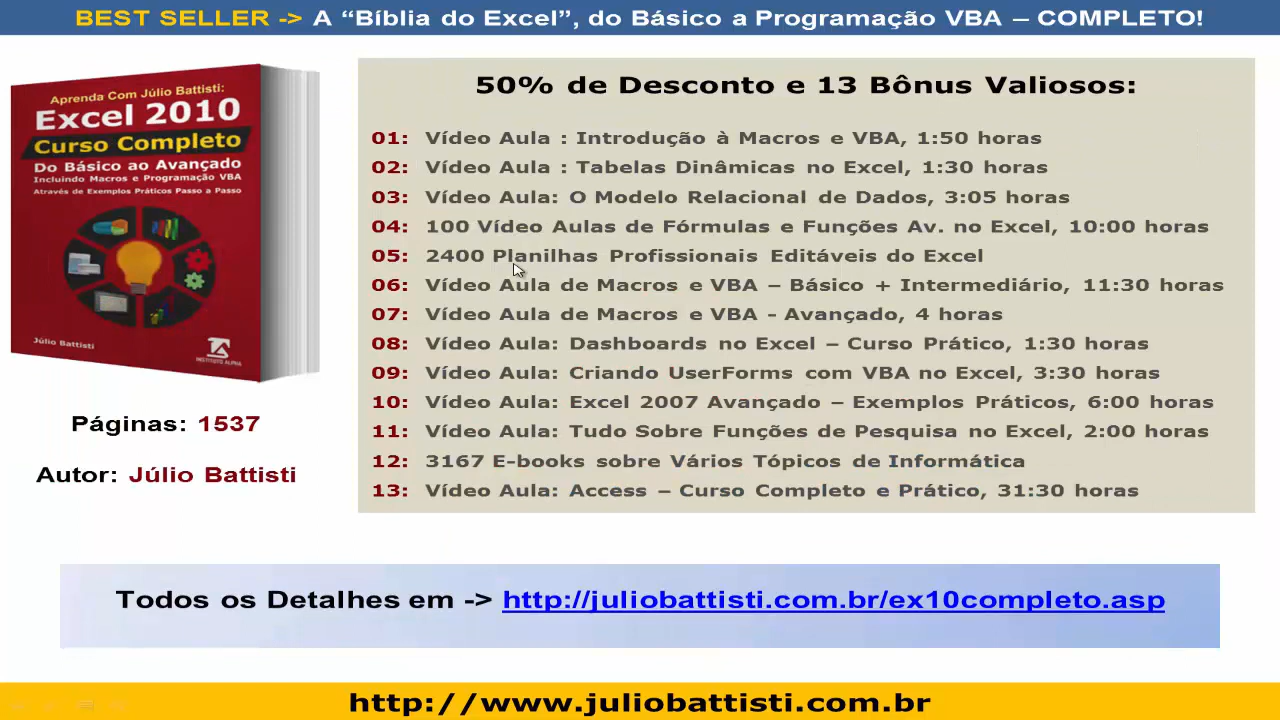 BEST SELLER -> A “Bíblia do Excel”, do Básico a Programação VBA – COMPLETO!
Aprenda Com Júlio Battisti:
Excel 2010
Curso Completo
Do Básico ao Avançado
Incluindo Macros e Programação VBA
Através de Exemplos Práticos Passo a Passo
Júlio Battisti
INSTITUTO ALPHA
Páginas: 1537
Autor: Júlio Battisti
50% de Desconto e 13 Bônus Valiosos:
01: Vídeo Aula : Introdução à Macros e VBA, 1:50 horas
02: Vídeo Aula : Tabelas Dinâmicas no Excel, 1:30 horas
03: Vídeo Aula: O Modelo Relacional de Dados, 3:05 horas
04: 100 Vídeo Aulas de Fórmulas e Funções Av. no Excel, 10:00 horas
05: 2400 Planilhas Profissionais Editáveis do Excel
06: Vídeo Aula de Macros e VBA – Básico + Intermediário, 11:30 horas
07: Vídeo Aula de Macros e VBA - Avançado, 4 horas
08: Vídeo Aula: Dashboards no Excel – Curso Prático, 1:30 horas
09: Vídeo Aula: Criando UserForms com VBA no Excel, 3:30 horas
10: Vídeo Aula: Excel 2007 Avançado – Exemplos Práticos, 6:00 horas
11: Vídeo Aula: Tudo Sobre Funções de Pesquisa no Excel, 2:00 horas
12: 3167 E-books sobre Vários Tópicos de Informática
13: Vídeo Aula: Access – Curso Completo e Prático, 31:30 horas
Todos os Detalhes em -> http://juliobattisti.com.br/ex10completo.asp
http://www.juliobattisti.com.br